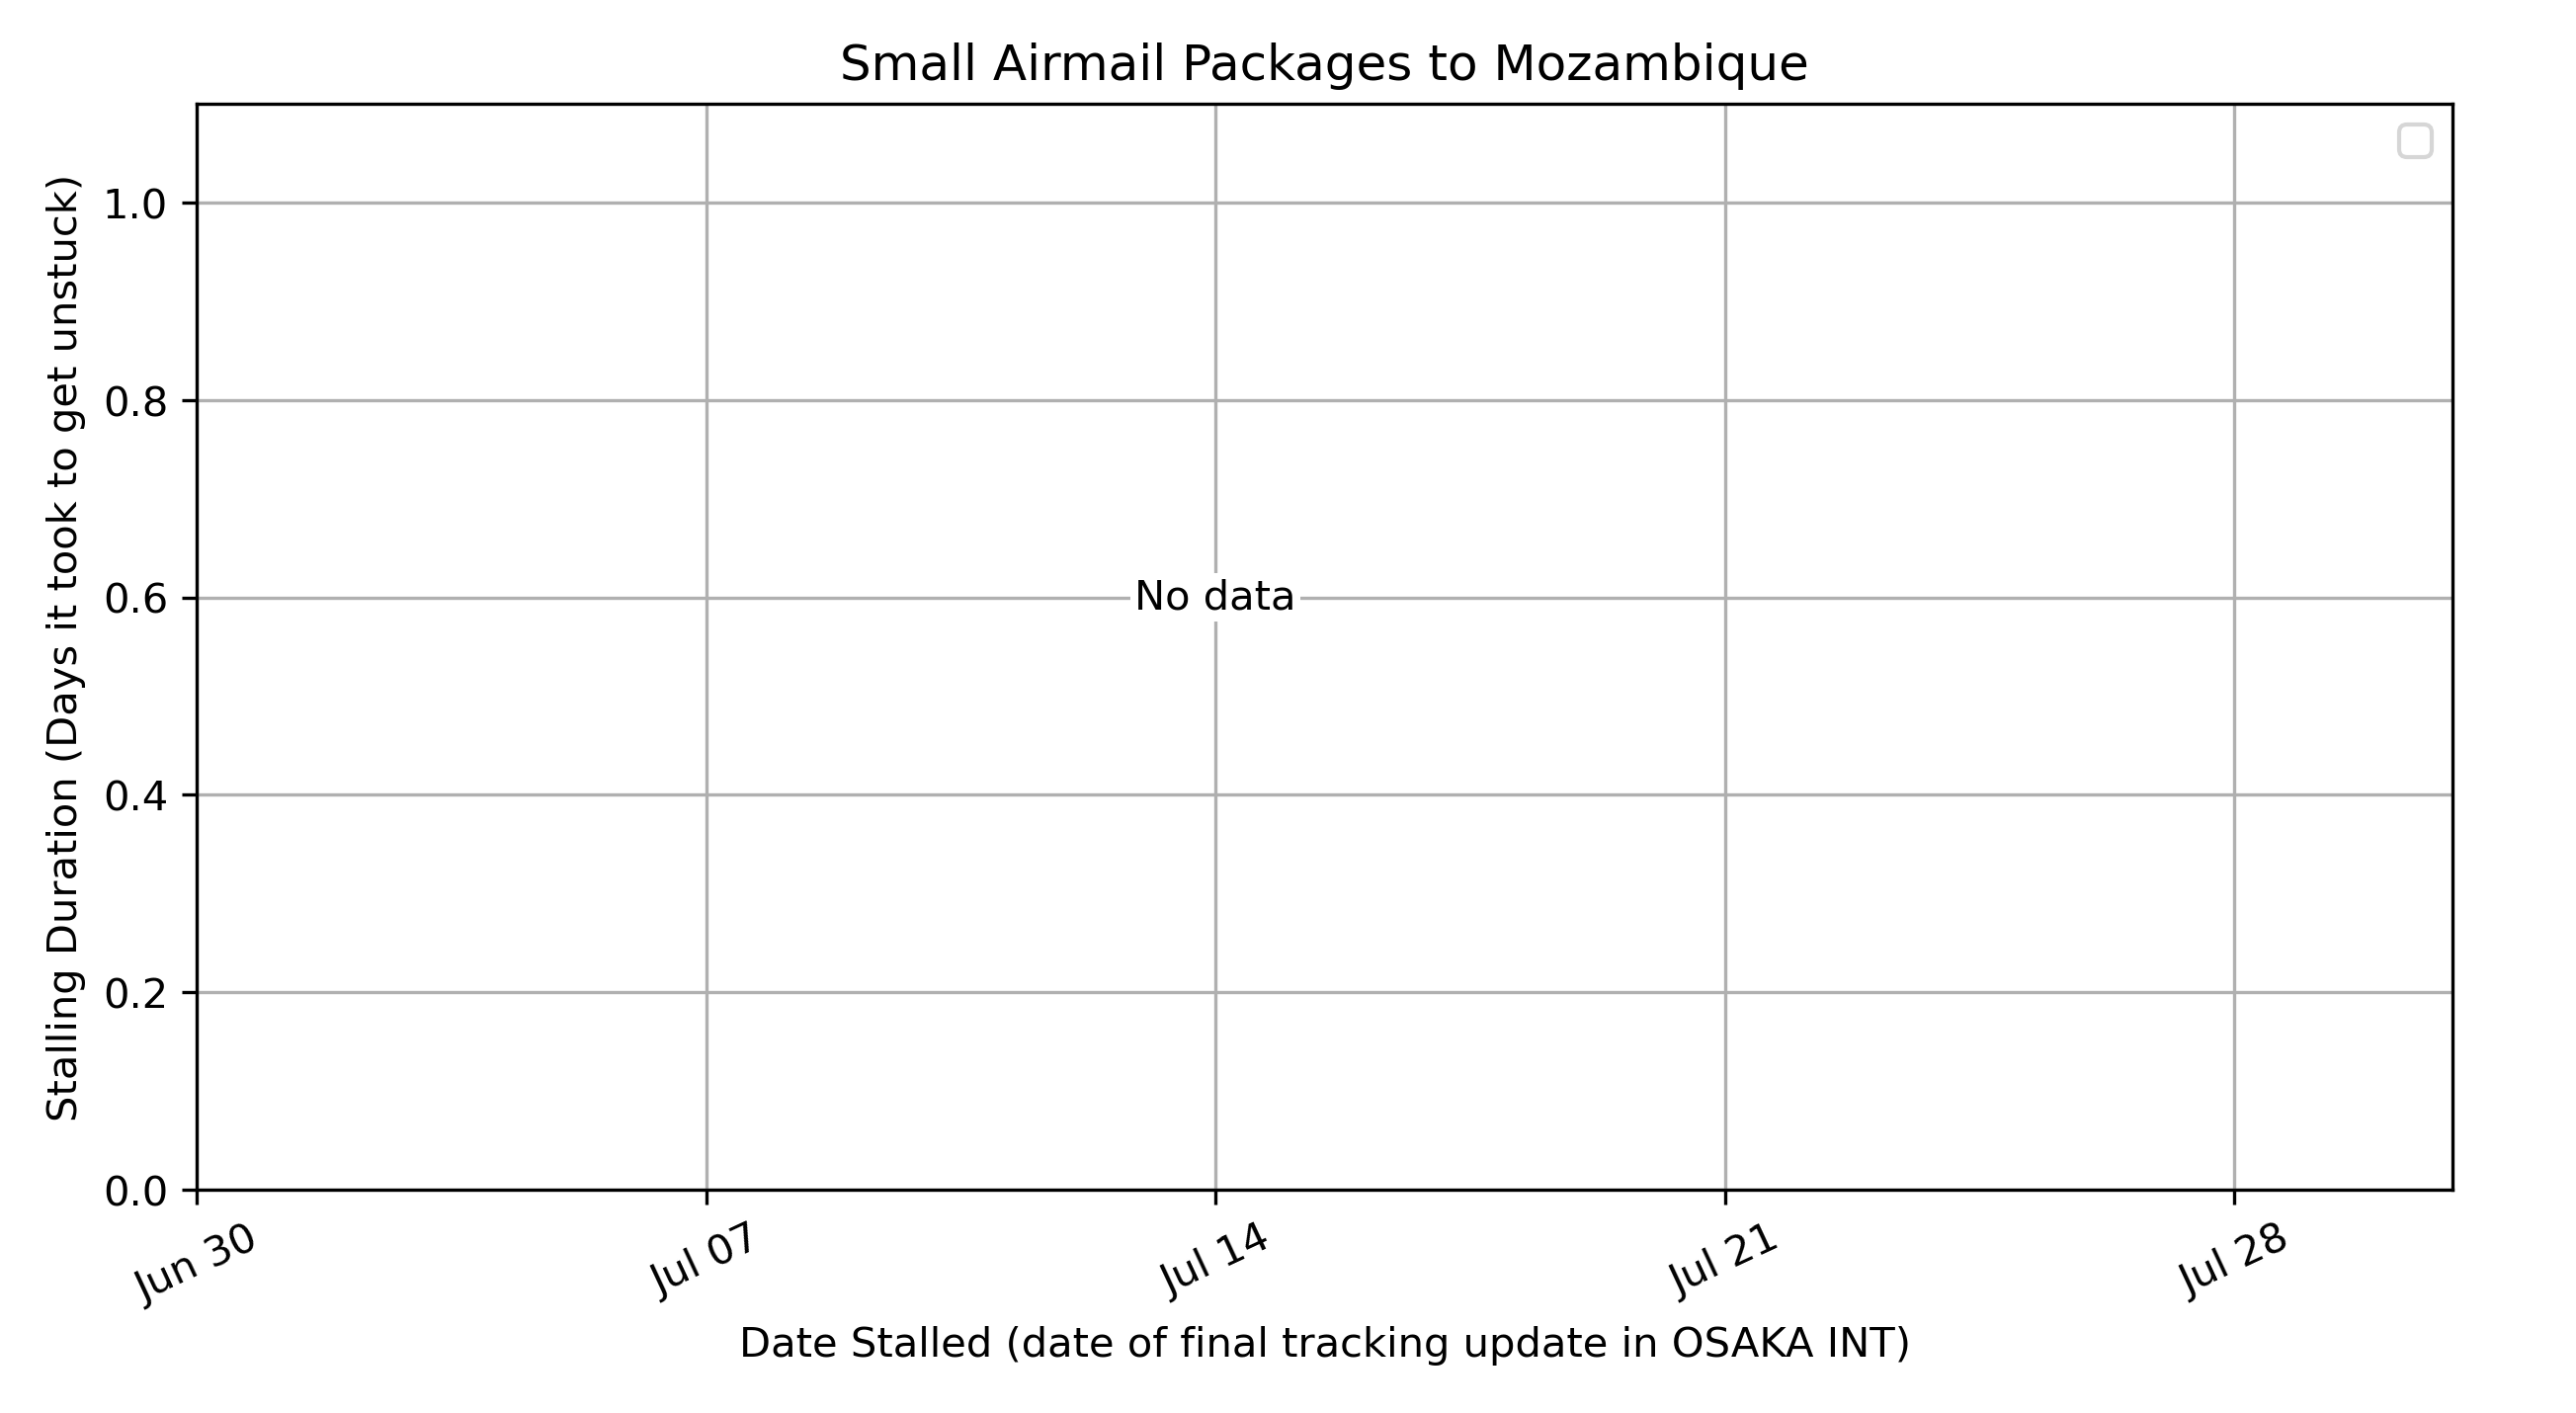 Small Airmail Packages to Mozambique
Stalling Duration (Days it took to get unstuck)
1.0
0.8
0.6
0.4
0.2
0.0
No data
Jun 30
Jul 07
Jul 14
Jul 21
Jul 28
Date Stalled (date of final tracking update in OSAKA INT)